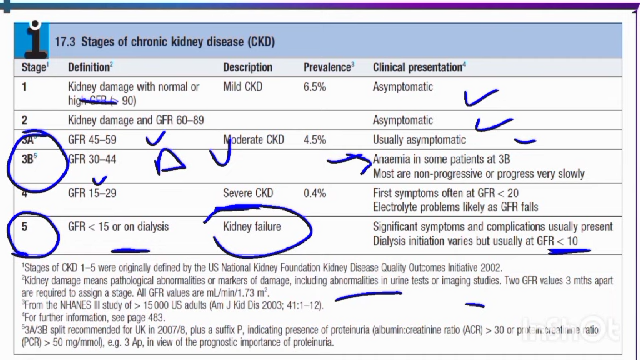 i
17.3 Stages of chronic kidney disease (CKD)
Stage¹ Definition² Description Prevalence³ Clinical presentation⁴
1 Kidney damage with normal or Mild CKD 6.5% Asymptomatic
high GFR (> 90)
2 Kidney damage and GFR 60–89 Asymptomatic
3A⁵ GFR 45–59 Moderate CKD 4.5% Usually asymptomatic
3B⁵ GFR 30–44 Anaemia in some patients at 3B
Most are non-progressive or progress very slowly
4 GFR 15–29 Severe CKD 0.4% First symptoms often at GFR < 20
Electrolyte problems likely as GFR falls
5 GFR < 15 or on dialysis Kidney failure Significant symptoms and complications usually present
Dialysis initiation varies but usually at GFR < 10
¹Stages of CKD 1–5 were originally defined by the US National Kidney Foundation Kidney Disease Quality Outcomes Initiative 2002.
²Kidney damage means pathological abnormalities or markers of damage, including abnormalities in urine tests or imaging studies. Two GFR values 3 mths apart
are required to assign a stage. All GFR values are mL/min/1.73 m².
³From the NHANES III study of > 15 000 US adults (Am J Kid Dis 2003; 41:1–12).
⁴For further information, see page 483.
⁵3A/3B split recommended for UK in 2007/8, plus a suffix P, indicating presence of proteinuria (albumin:creatinine ratio (ACR) > 30 or protein:creatinine ratio
(PCR) > 50 mg/mmol), e.g. 3 Ap, in view of the prognostic importance of proteinuria.
InShOt